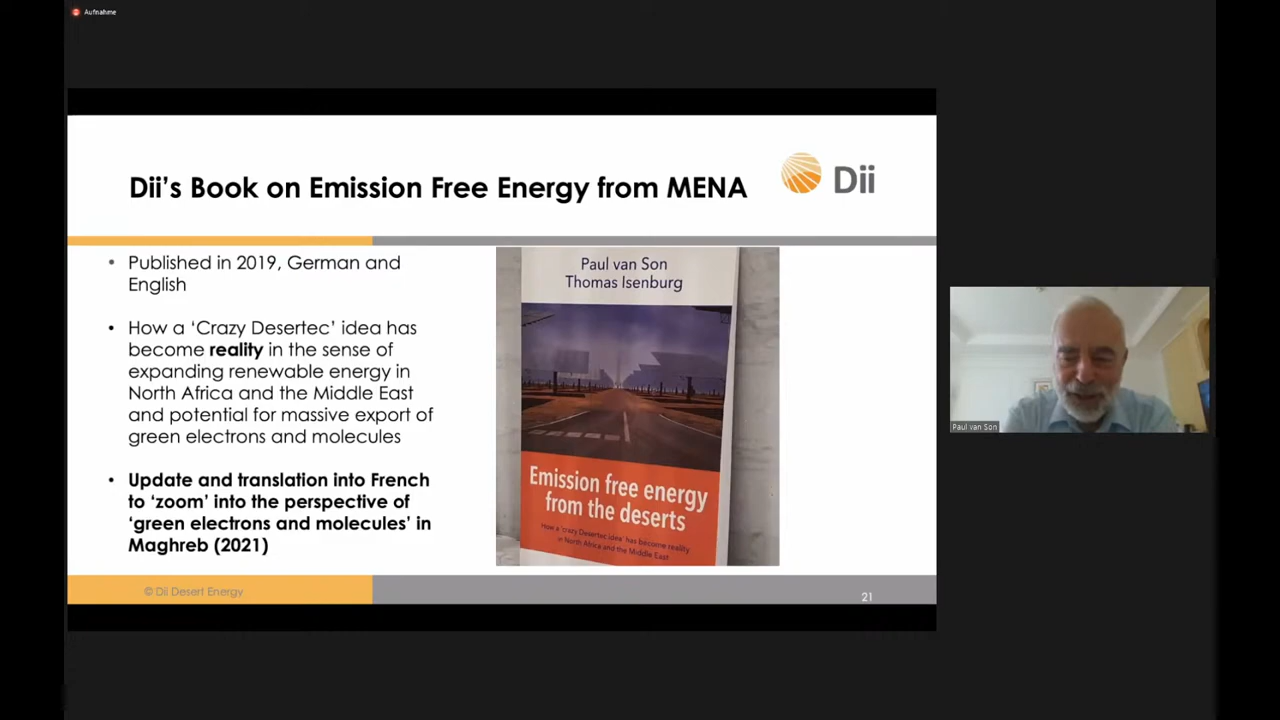 Aufnahme
Dii's Book on Emission Free Energy from MENA
Dii
• Published in 2019, German and
English
• How a 'Crazy Desertec' idea has
become reality in the sense of
expanding renewable energy in
North Africa and the Middle East
and potential for massive export of
green electrons and molecules
• Update and translation into French
to 'zoom' into the perspective of
'green electrons and molecules' in
Maghreb (2021)
Paul van Son
Thomas Isenburg
Emission free energy
from the deserts
How a 'crazy Desertec idea' has become reality
in North Africa and the Middle East
Paul van Son
© Dii Desert Energy
21